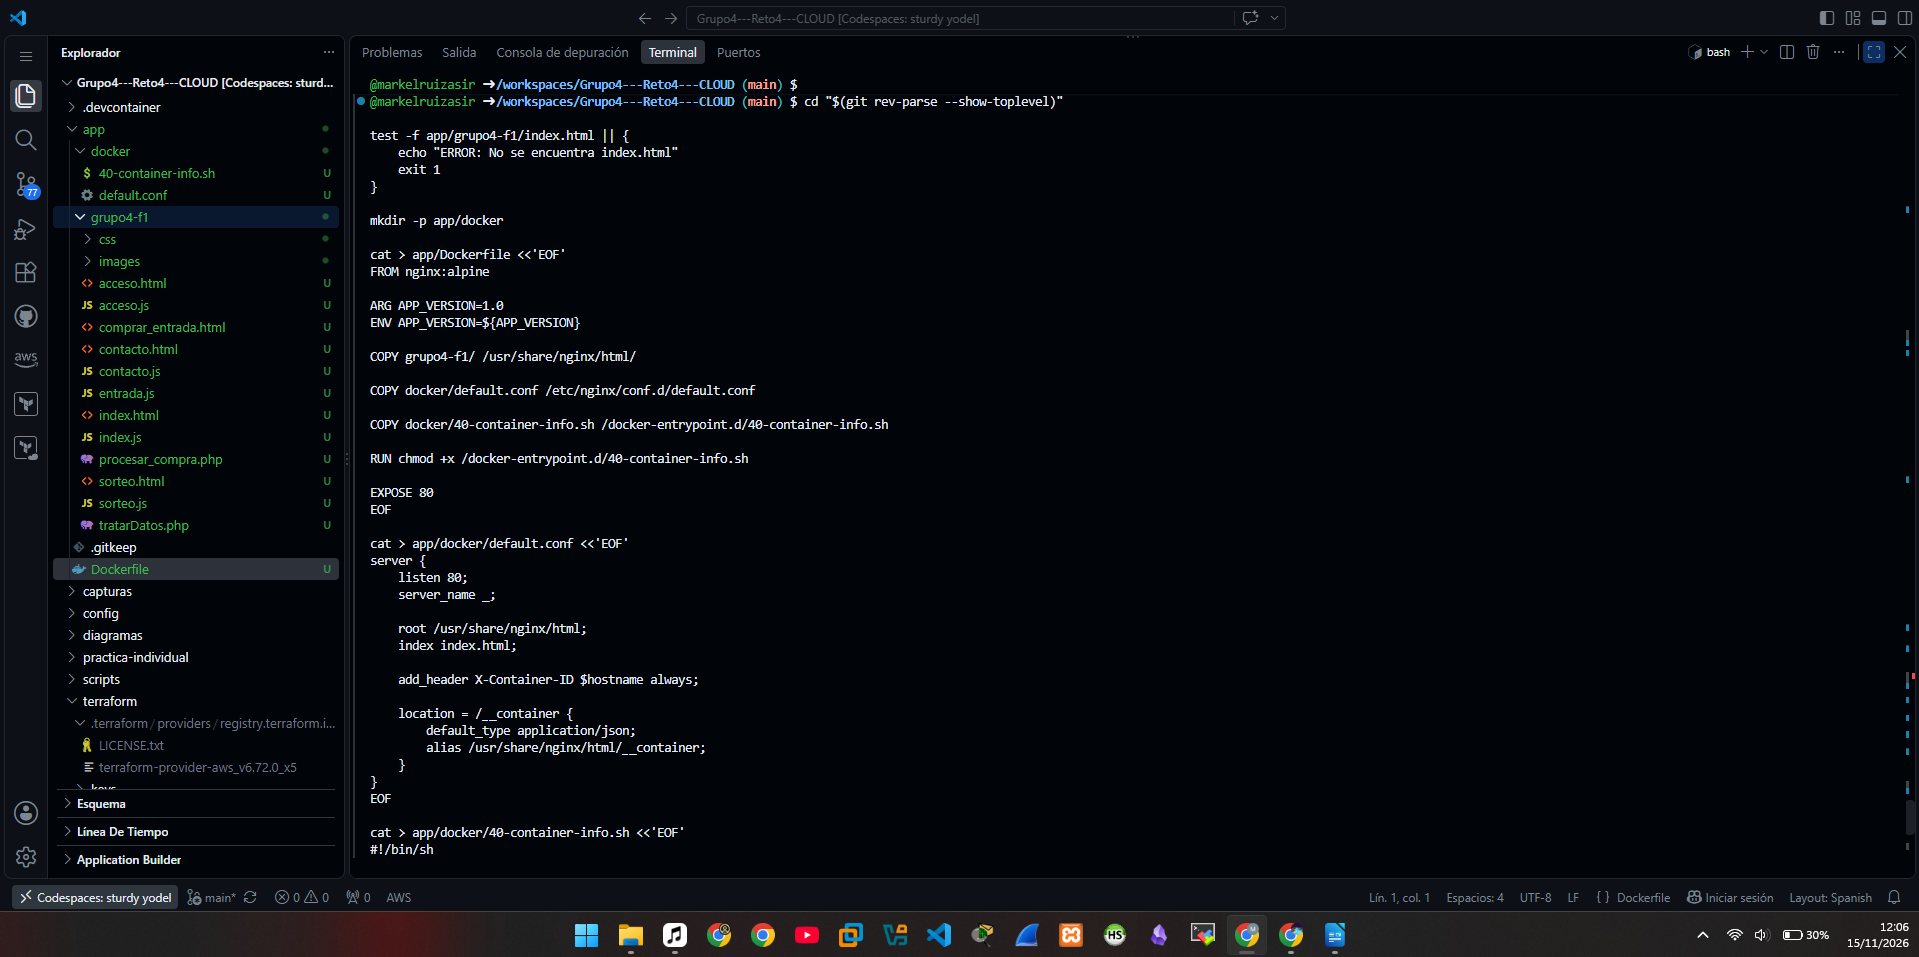 Grupo4---Reto4---CLOUD [Codespaces: sturdy yodel]
Explorador
Grupo4---Reto4---CLOUD [Codespaces: sturd...
.devcontainer
app
docker
$ 40-container-info.sh U
default.conf U
grupo4-f1
css
images
<> acceso.html U
JS acceso.js U
<> comprar_entrada.html U
<> contacto.html U
JS contacto.js U
JS entrada.js U
<> index.html U
JS index.js U
procesar_compra.php U
<> sorteo.html U
JS sorteo.js U
tratarDatos.php U
.gitkeep
Dockerfile U
capturas
config
diagramas
practica-individual
scripts
terraform
.terraform / providers / registry.terraform.i...
LICENSE.txt
terraform-provider-aws_v6.72.0_x5
keys
Esquema
Línea De Tiempo
Application Builder
77
aws
Problemas Salida Consola de depuración Terminal Puertos
bash
@markelruizasir ➜/workspaces/Grupo4---Reto4---CLOUD (main) $
@markelruizasir ➜/workspaces/Grupo4---Reto4---CLOUD (main) $ cd "$(git rev-parse --show-toplevel)"
test -f app/grupo4-f1/index.html || {
echo "ERROR: No se encuentra index.html"
exit 1
}
mkdir -p app/docker
cat > app/Dockerfile <<'EOF'
FROM nginx:alpine
ARG APP_VERSION=1.0
ENV APP_VERSION=${APP_VERSION}
COPY grupo4-f1/ /usr/share/nginx/html/
COPY docker/default.conf /etc/nginx/conf.d/default.conf
COPY docker/40-container-info.sh /docker-entrypoint.d/40-container-info.sh
RUN chmod +x /docker-entrypoint.d/40-container-info.sh
EXPOSE 80
EOF
cat > app/docker/default.conf <<'EOF'
server {
listen 80;
server_name _;
root /usr/share/nginx/html;
index index.html;
add_header X-Container-ID $hostname always;
location = /__container {
default_type application/json;
alias /usr/share/nginx/html/__container;
}
}
EOF
cat > app/docker/40-container-info.sh <<'EOF'
#!/bin/sh
Codespaces: sturdy yodel main* 0 0 0 AWS
Lín. 1, col. 1 Espacios: 4 UTF-8 LF { } Dockerfile Iniciar sesión Layout: Spanish
HS
30%
12:06
15/11/2026